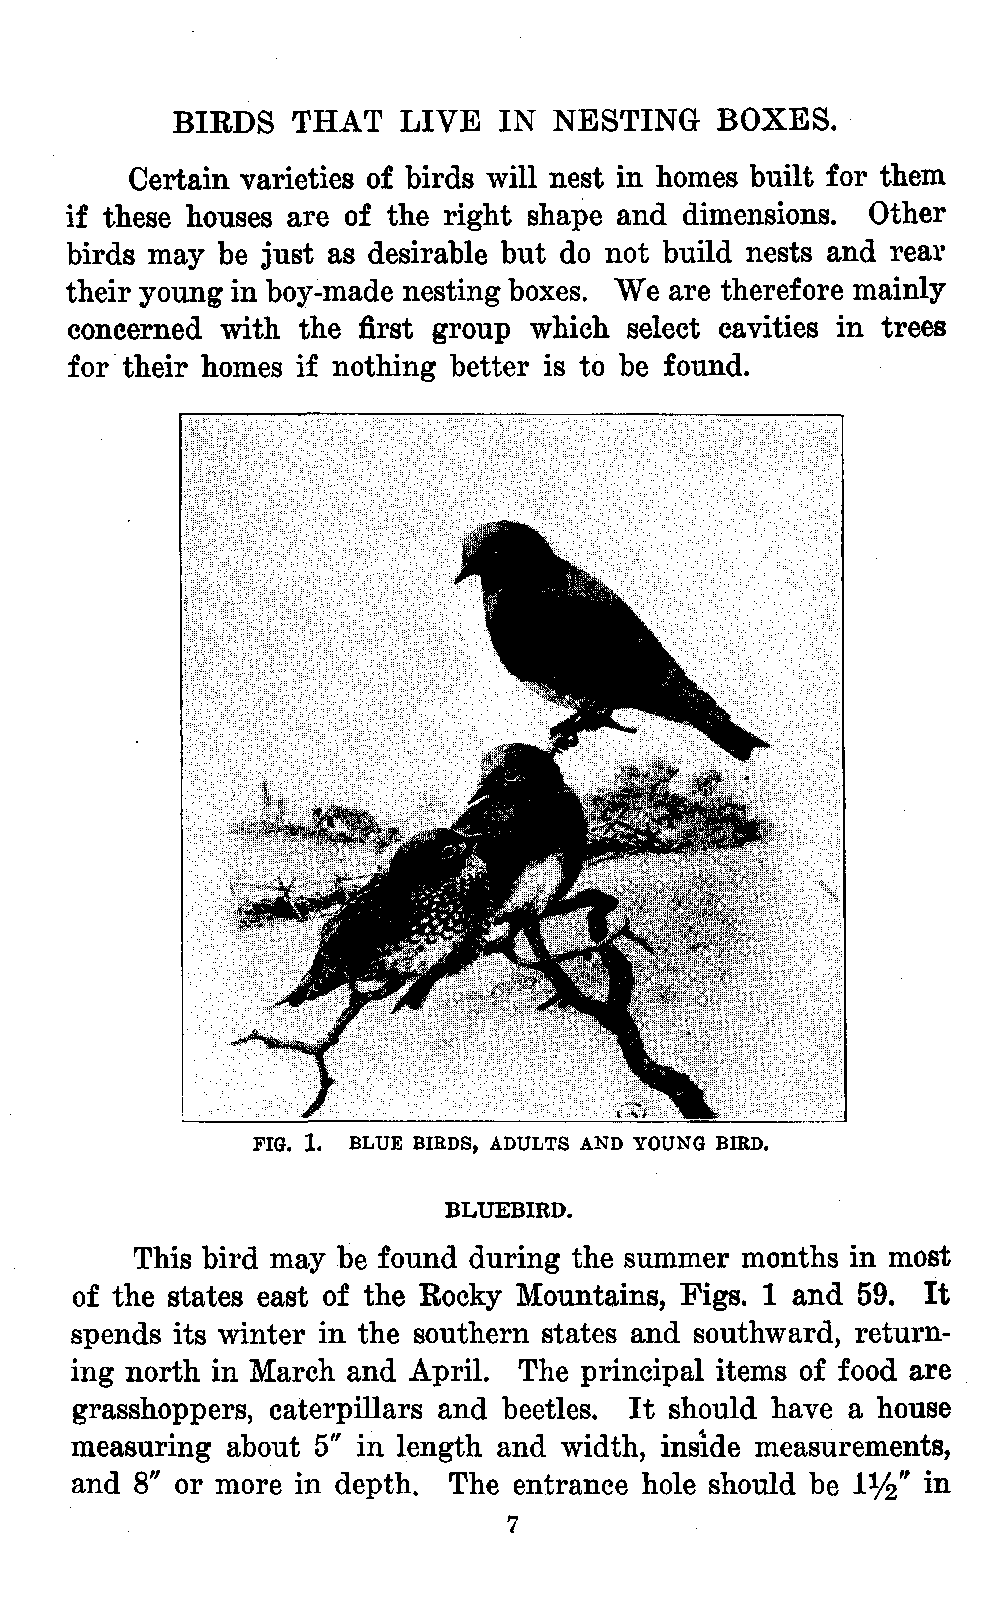 BIRDS THAT LIVE IN NESTING BOXES.
Certain varieties of birds will nest in homes built for them
if these houses are of the right shape and dimensions. Other
birds may be just as desirable but do not build nests and rear
their young in boy-made nesting boxes. We are therefore mainly
concerned with the first group which select cavities in trees
for their homes if nothing better is to be found.
FIG. 1. BLUE BIRDS, ADULTS AND YOUNG BIRD.
BLUEBIRD.
This bird may be found during the summer months in most
of the states east of the Rocky Mountains, Figs. 1 and 59. It
spends its winter in the southern states and southward, return-
ing north in March and April. The principal items of food are
grasshoppers, caterpillars and beetles. It should have a house
measuring about 5″ in length and width, inside measurements,
and 8″ or more in depth. The entrance hole should be 1½″ in
7